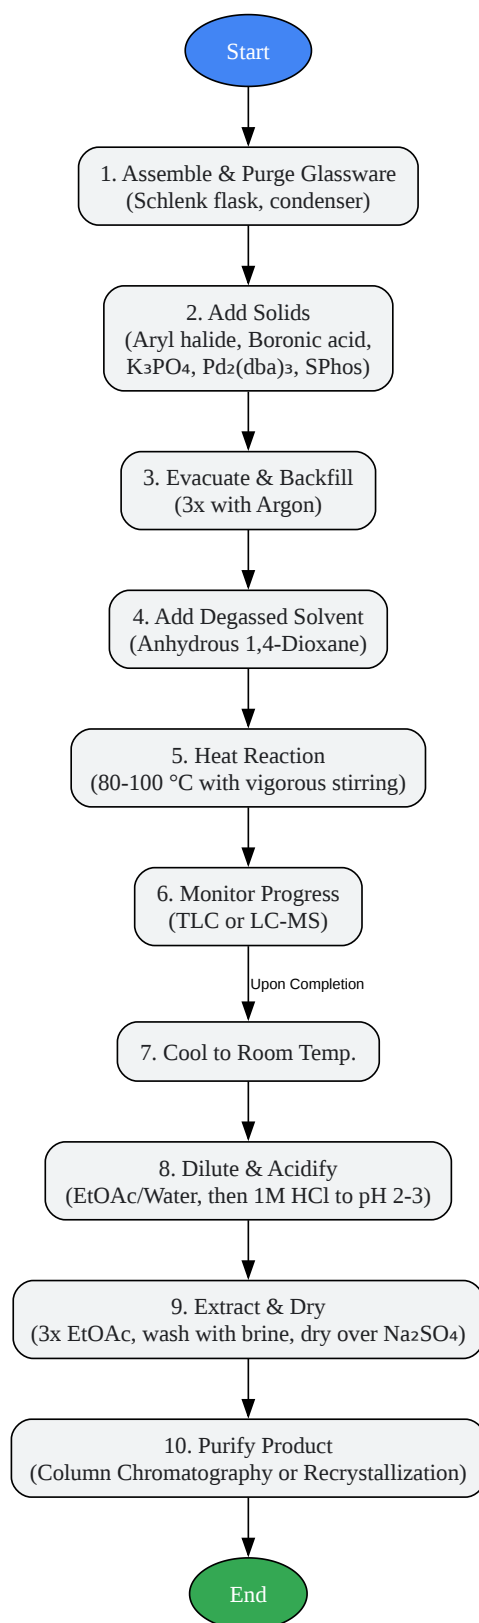 Start
1. Assemble & Purge Glassware
(Schlenk flask, condenser)
2. Add Solids
(Aryl halide, Boronic acid,
K₃PO₄, Pd₂(dba)₃, SPhos)
3. Evacuate & Backfill
(3x with Argon)
4. Add Degassed Solvent
(Anhydrous 1,4-Dioxane)
5. Heat Reaction
(80-100 °C with vigorous stirring)
6. Monitor Progress
(TLC or LC-MS)
Upon Completion
7. Cool to Room Temp.
8. Dilute & Acidify
(EtOAc/Water, then 1M HCl to pH 2-3)
9. Extract & Dry
(3x EtOAc, wash with brine, dry over Na₂SO₄)
10. Purify Product
(Column Chromatography or Recrystallization)
End